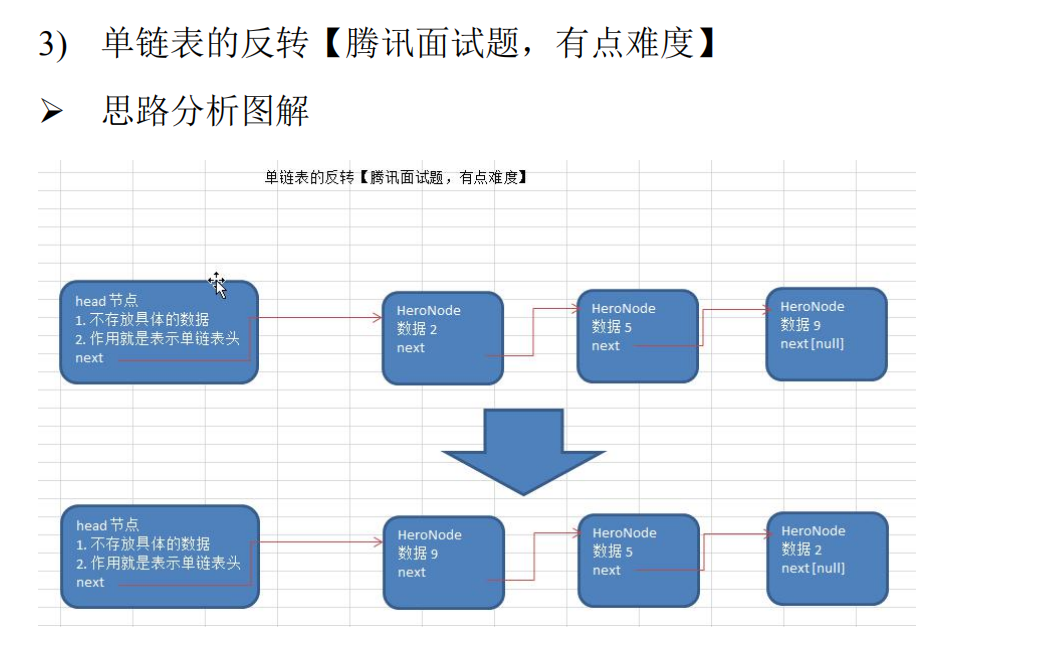 3) 单链表的反转【腾讯面试题，有点难度】
➢ 思路分析图解
单链表的反转【腾讯面试题，有点难度】
head 节点
1. 不存放具体的数据
2. 作用就是表示单链表头
next
HeroNode
数据 2
next
HeroNode
数据 5
next
HeroNode
数据 9
next[null]
head 节点
1. 不存放具体的数据
2. 作用就是表示单链表头
next
HeroNode
数据 9
next
HeroNode
数据 5
next
HeroNode
数据 2
next[null]